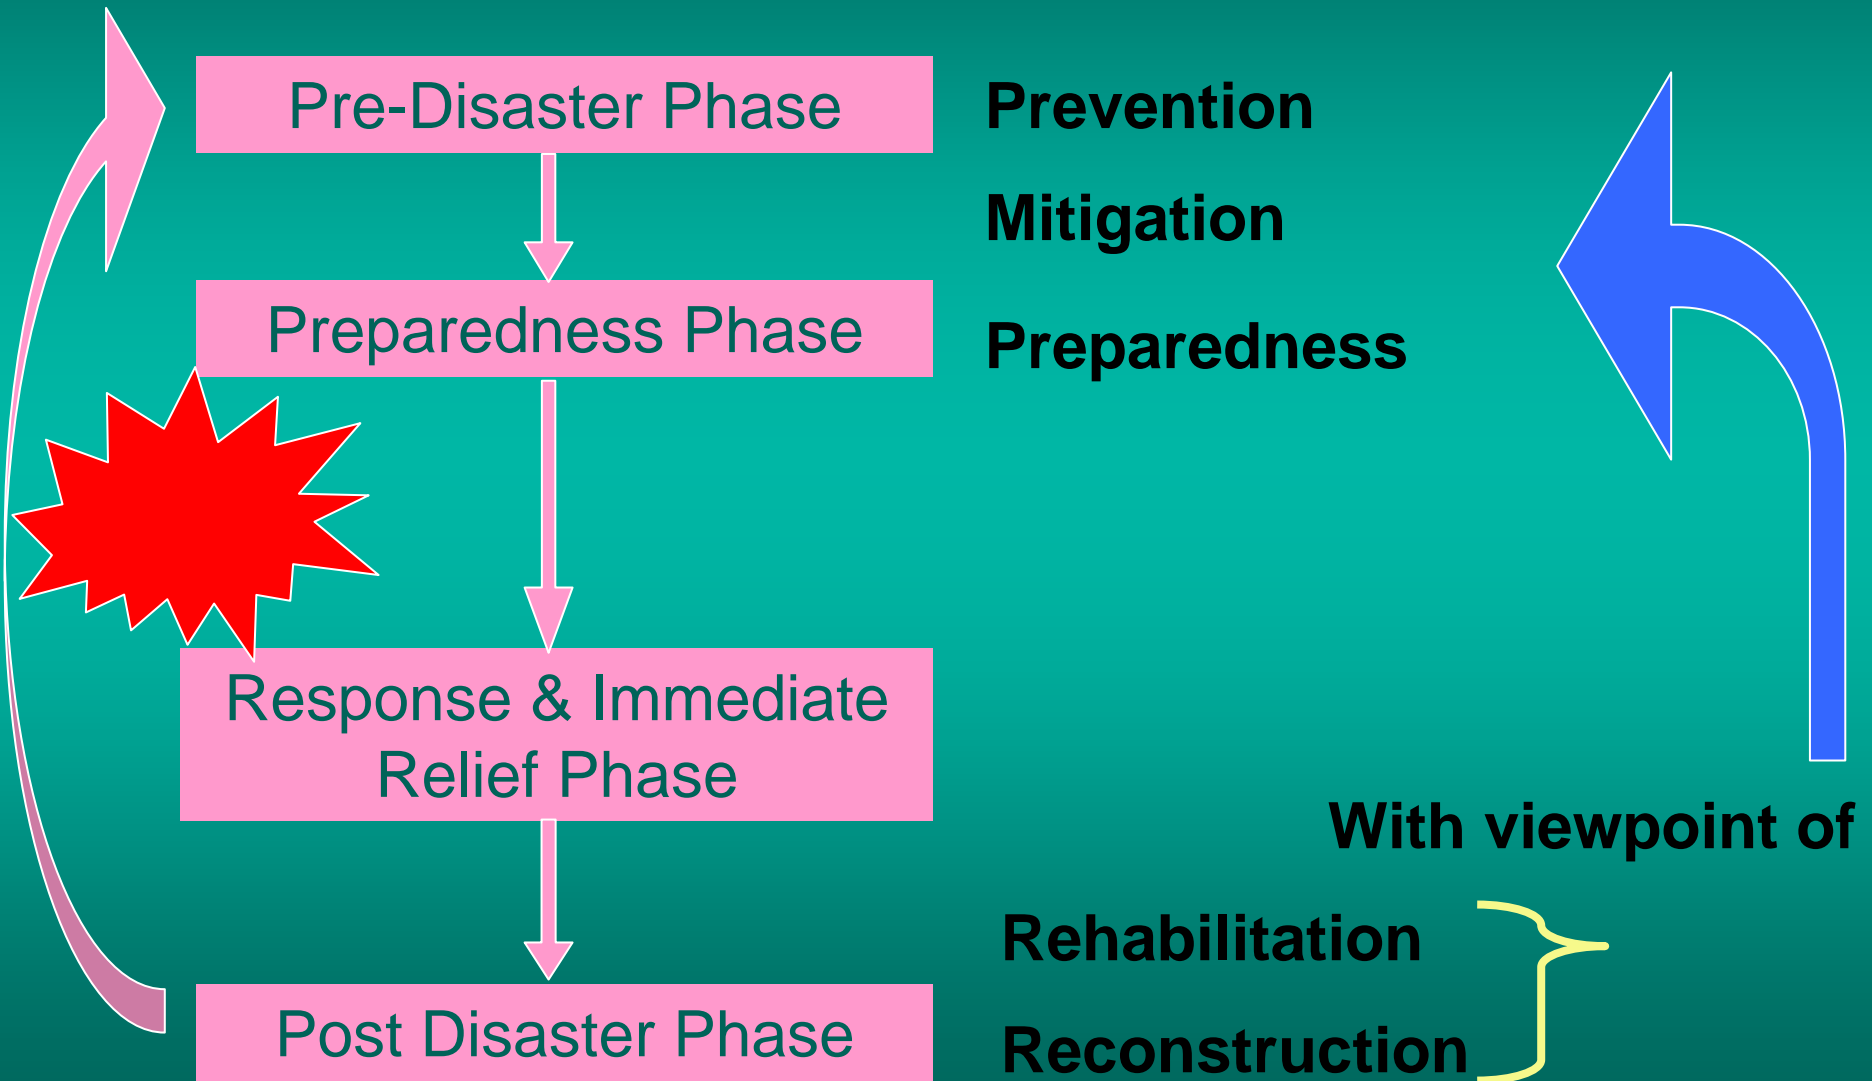 Pre-Disaster Phase
Prevention
Mitigation
Preparedness Phase
Preparedness
Response & Immediate
Relief Phase
With viewpoint of
Rehabilitation
Post Disaster Phase
Reconstruction